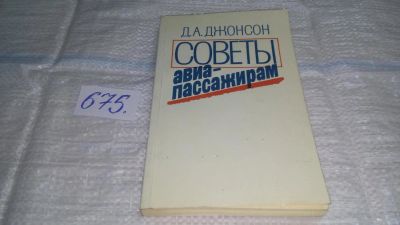 Д.А.ДЖОНСОН
СОВЕТЫ
авиа-
пассажирам
675.